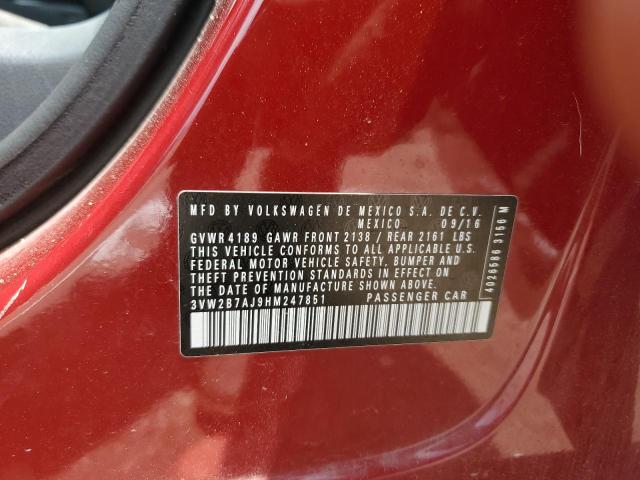 MFD BY VOLKSWAGEN DE MEXICO S.A. DE C.V.
MEXICO 09/16
GVWR 4189 GAWR FRONT 2138 / REAR 2161 LBS
THIS VEHICLE CONFORMS TO ALL APPLICABLE U.S.
FEDERAL MOTOR VEHICLE SAFETY, BUMPER AND
THEFT PREVENTION STANDARDS IN EFFECT ON
THE DATE OF MANUFACTURE SHOWN ABOVE.
3VW2B7AJ9HM247851 PASSENGER CAR
4026686 3166 M